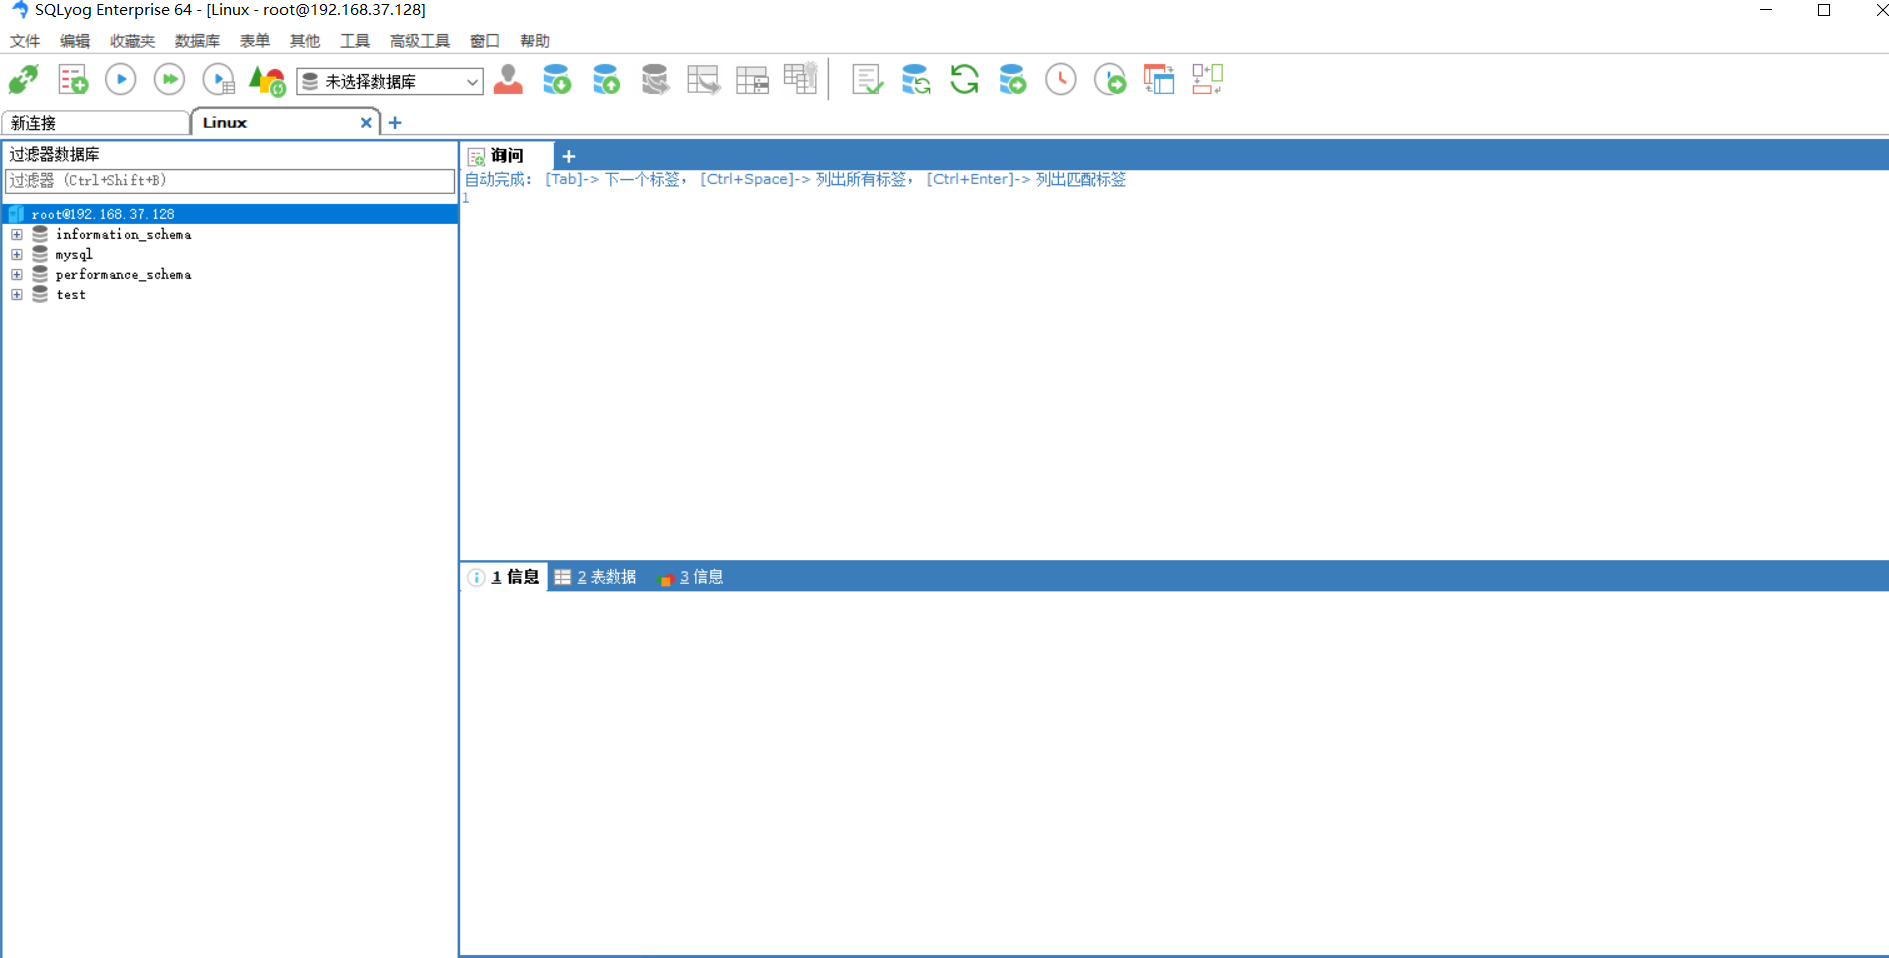 SQLyog Enterprise 64 - [Linux - root@192.168.37.128]
文件 编辑 收藏夹 数据库 表单 其他 工具 高级工具 窗口 帮助
未选择数据库
新连接 Linux
过滤器数据库
过滤器 (Ctrl+Shift+B)
root@192.168.37.128
information_schema
mysql
performance_schema
test
询问
自动完成: [Tab]-> 下一个标签, [Ctrl+Space]-> 列出所有标签, [Ctrl+Enter]-> 列出匹配标签
1
1 信息 2 表数据 3 信息